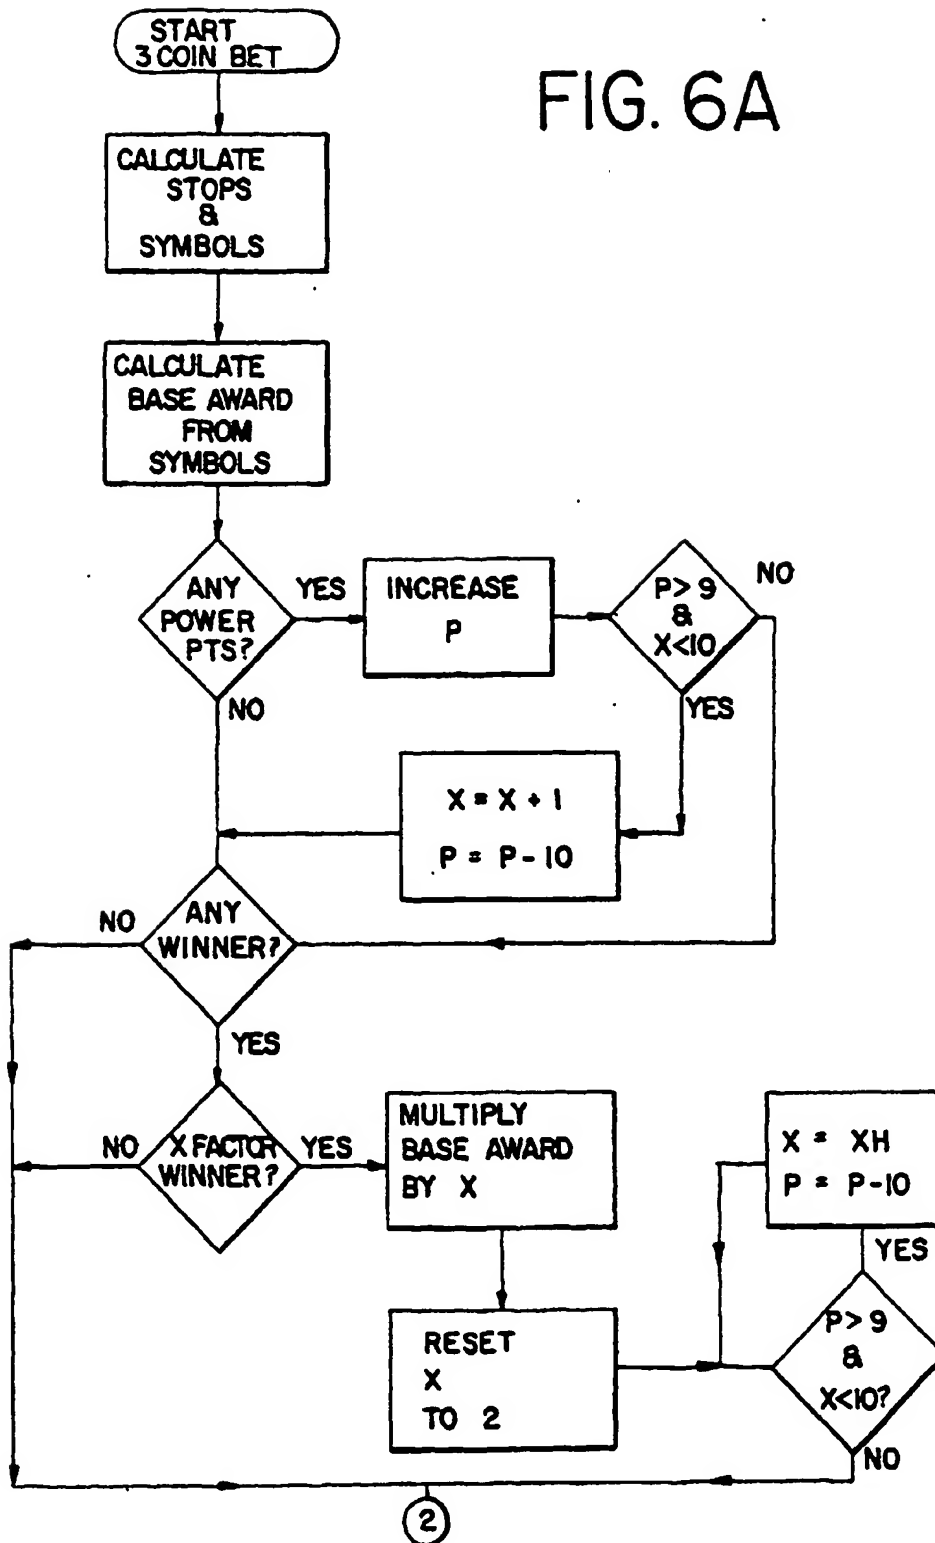 START
3 COIN BET
FIG. 6A
CALCULATE
STOPS
&
SYMBOLS
CALCULATE
BASE AWARD
FROM
SYMBOLS
ANY
POWER
PTS?
YES
NO
INCREASE
P
P > 9
&
X<10
NO
YES
X = X + 1
P = P - 10
ANY
WINNER?
NO
YES
X FACTOR
WINNER?
NO
YES
MULTIPLY
BASE AWARD
BY X
RESET
X
TO 2
X = XH
P = P-10
YES
P> 9
&
X<10?
NO
2